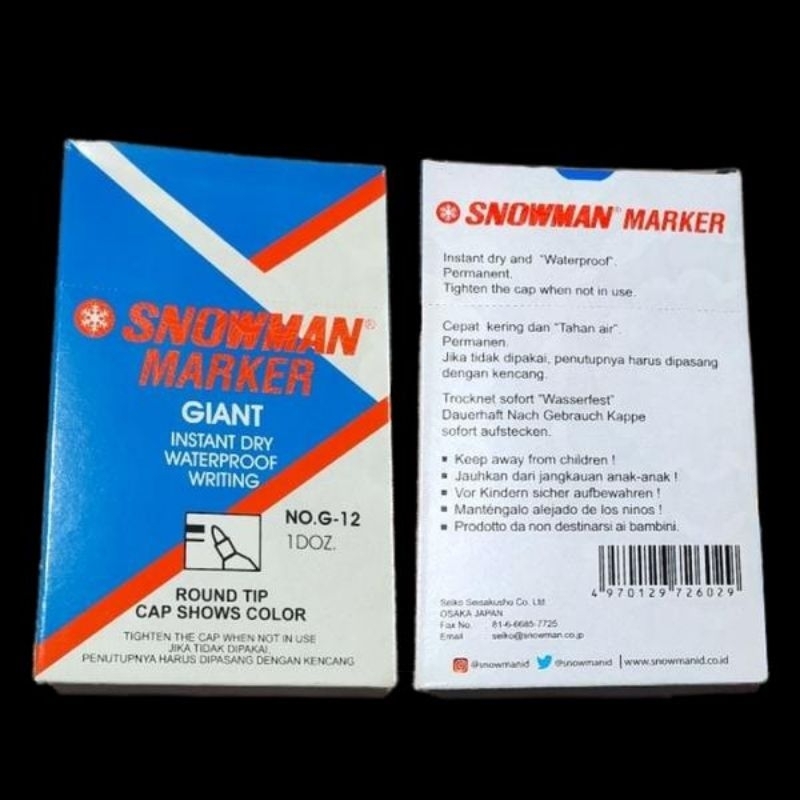 SNOWMAN®
MARKER
GIANT
INSTANT DRY
WATERPROOF
WRITING
NO.G-12
1DOZ.
ROUND TIP
CAP SHOWS COLOR
TIGHTEN THE CAP WHEN NOT IN USE
JIKA TIDAK DIPAKAI,
PENUTUPNYA HARUS DIPASANG DENGAN KENCANG
SNOWMAN® MARKER
Instant dry and "Waterproof".
Permanent.
Tighten the cap when not in use.
Cepat kering dan "Tahan air".
Permanen.
Jika tidak dipakai, penutupnya harus dipasang
dengan kencang.
Trocknet sofort "Wasserfest"
Dauerhaft Nach Gebrauch Kappe
sofort aufstecken.
Keep away from children !
Jauhkan dari jangkauan anak-anak !
Vor Kindern sicher aufbewahren !
Manténgalo alejado de los ninos !
Prodotto da non destinarsi ai bambini.
4 970129 726029
Seiko Seisakusho Co. Ltd
OSAKA JAPAN
Fax No. 81-6-6685-7725
Email seiko@snowman.co.jp
@snowmanid @snowmanid | www.snowmanid.co.id